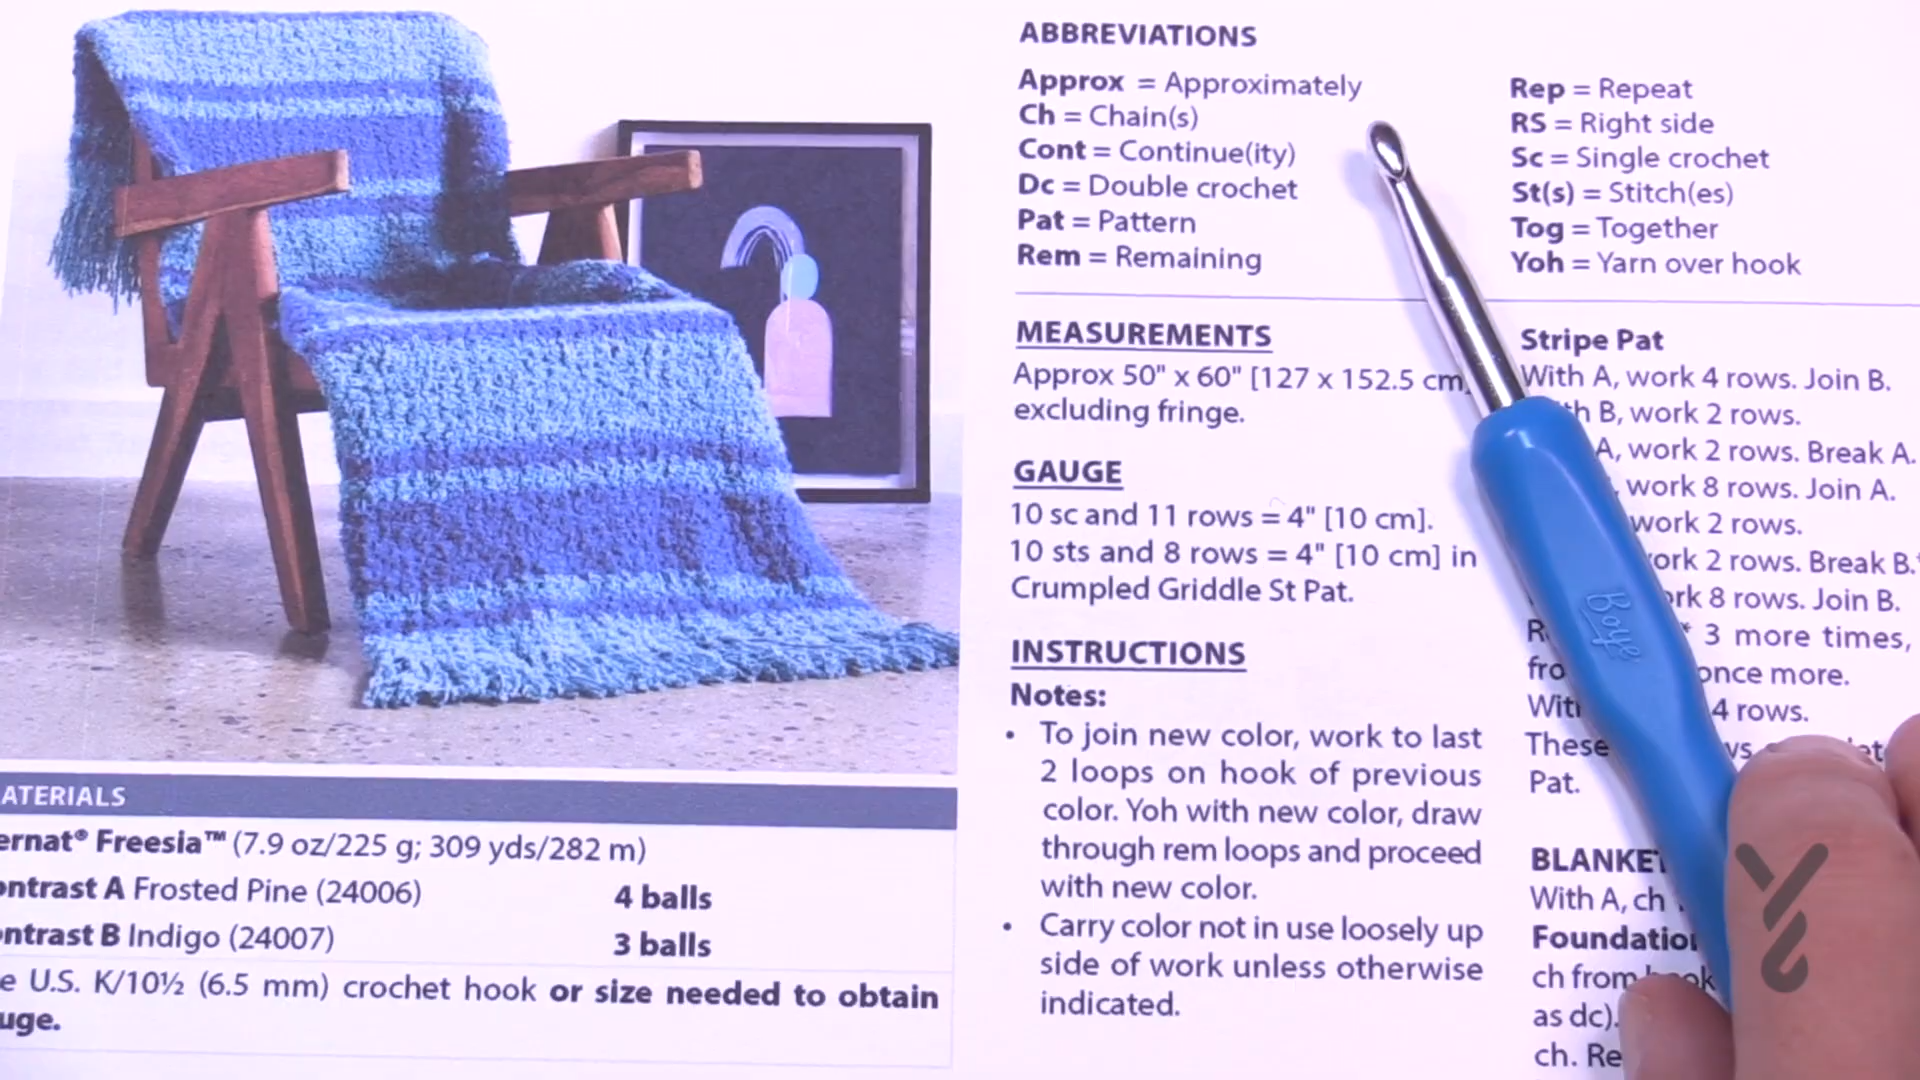 ATERIALS
ernat® Freesia™ (7.9 oz/225 g; 309 yds/282 m)
ontrast A Frosted Pine (24006) 4 balls
ontrast B Indigo (24007) 3 balls
e U.S. K/10½ (6.5 mm) crochet hook or size needed to obtain
uge.
ABBREVIATIONS
Approx = Approximately
Ch = Chain(s)
Cont = Continue(ity)
Dc = Double crochet
Pat = Pattern
Rem = Remaining
Rep = Repeat
RS = Right side
Sc = Single crochet
St(s) = Stitch(es)
Tog = Together
Yoh = Yarn over hook
MEASUREMENTS
Approx 50" x 60" [127 x 152.5 cm]
excluding fringe.
GAUGE
10 sc and 11 rows = 4" [10 cm].
10 sts and 8 rows = 4" [10 cm] in
Crumpled Griddle St Pat.
INSTRUCTIONS
Notes:
• To join new color, work to last
2 loops on hook of previous
color. Yoh with new color, draw
through rem loops and proceed
with new color.
• Carry color not in use loosely up
side of work unless otherwise
indicated.
Stripe Pat
With A, work 4 rows. Join B.
th B, work 2 rows.
A, work 2 rows. Break A.
work 8 rows. Join A.
work 2 rows.
ork 2 rows. Break B.*
rk 8 rows. Join B.
* 3 more times,
once more.
4 rows.
These
Pat.
BLANKET
With A, ch
Foundation
ch from hook
as dc).
ch. Re
Boye